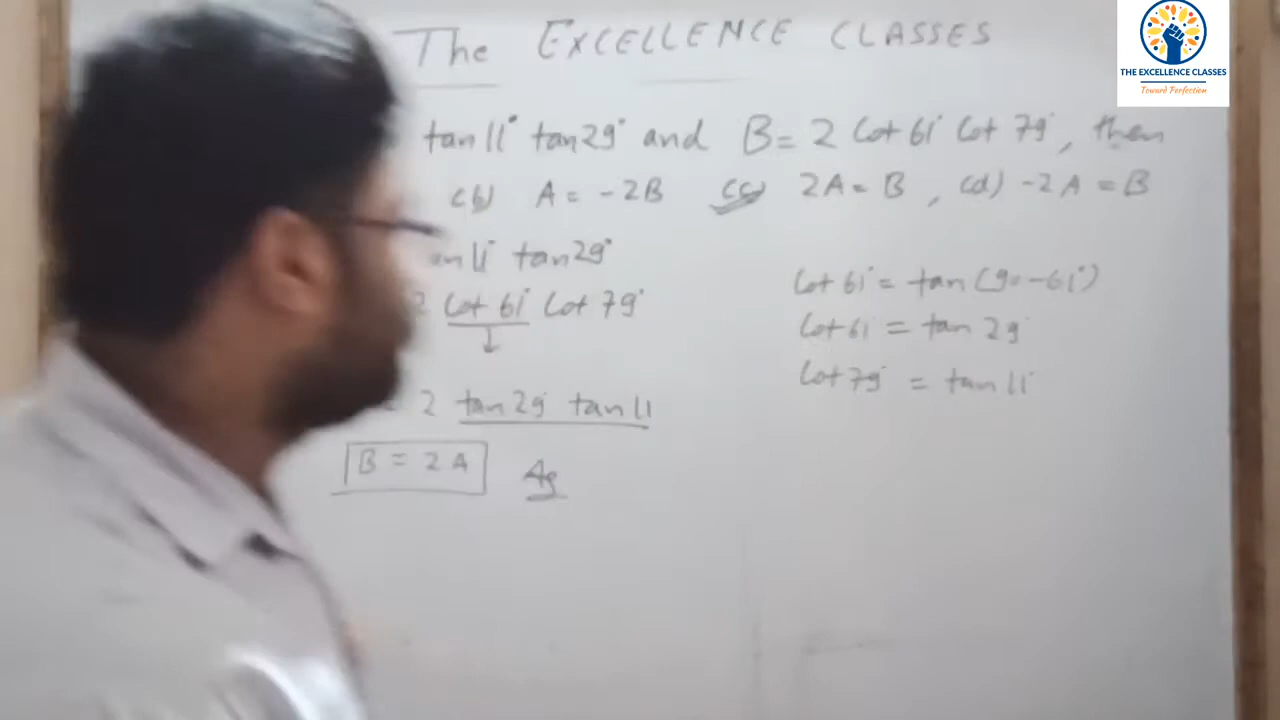 The EXCELLENCE CLASSES
THE EXCELLENCE CLASSES
Toward Perfection
tan 11° tan 29° and B = 2 Cot 61° Cot 79°, then
(b) A = -2B (c) 2A = B, (d) -2A = B
an 11° tan 29°
2 Cot 61° Cot 79°
2 tan 29° tan 11
B = 2A
Cot 61° = tan (90-61°)
Cot 61 = tan 29°
Cot 79° = tan 11°